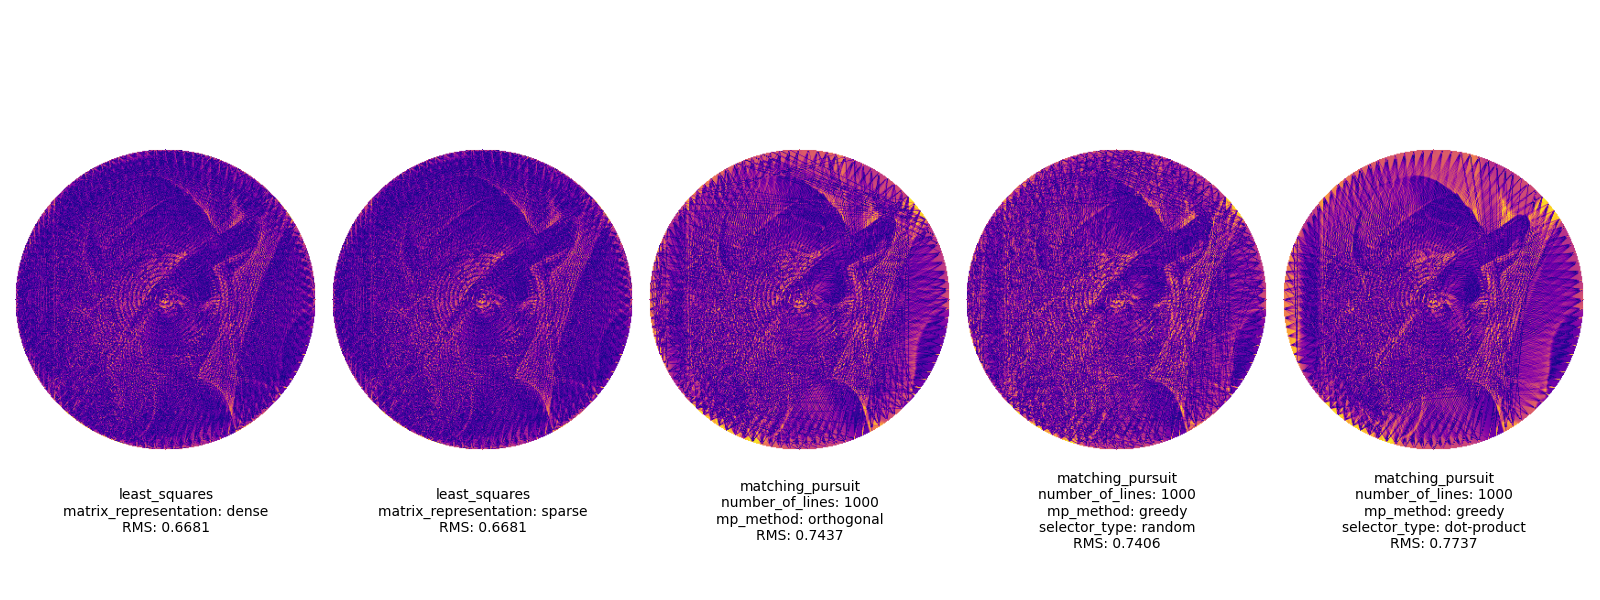 least_squares
matrix_representation: dense
RMS: 0.6681
least_squares
matrix_representation: sparse
RMS: 0.6681
matching_pursuit
number_of_lines: 1000
mp_method: orthogonal
RMS: 0.7437
matching_pursuit
number_of_lines: 1000
mp_method: greedy
selector_type: random
RMS: 0.7406
matching_pursuit
number_of_lines: 1000
mp_method: greedy
selector_type: dot-product
RMS: 0.7737